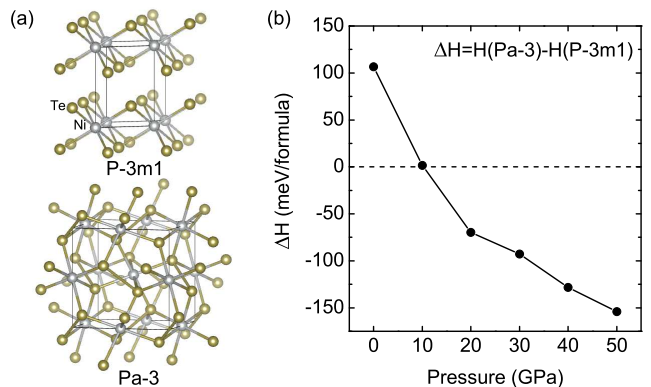 (a)
Te
Ni
P-3m1
Pa-3
(b)
ΔH=H(Pa-3)-H(P-3m1)
ΔH (meV/formula)
150
100
50
0
-50
-100
-150
0 10 20 30 40 50
Pressure (GPa)